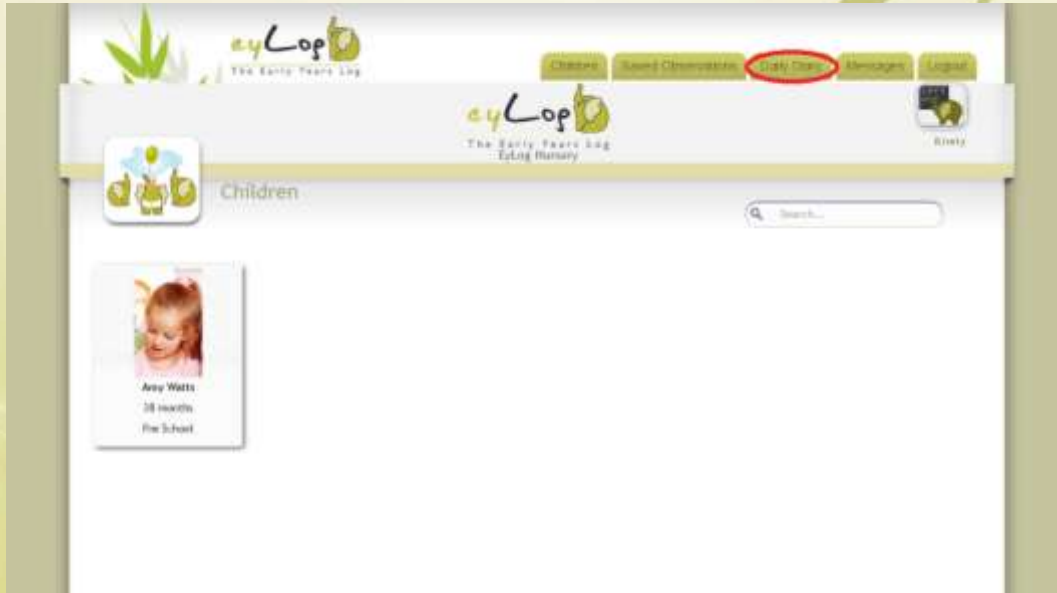 eyLog
The Early Years Log
Children Saved Observations Daily Diary Messages Logout
eyLog
The Early Years Log
EyLog Nursery
Kirsty
Children
Search...
Amy Watts
38 months
Pre School